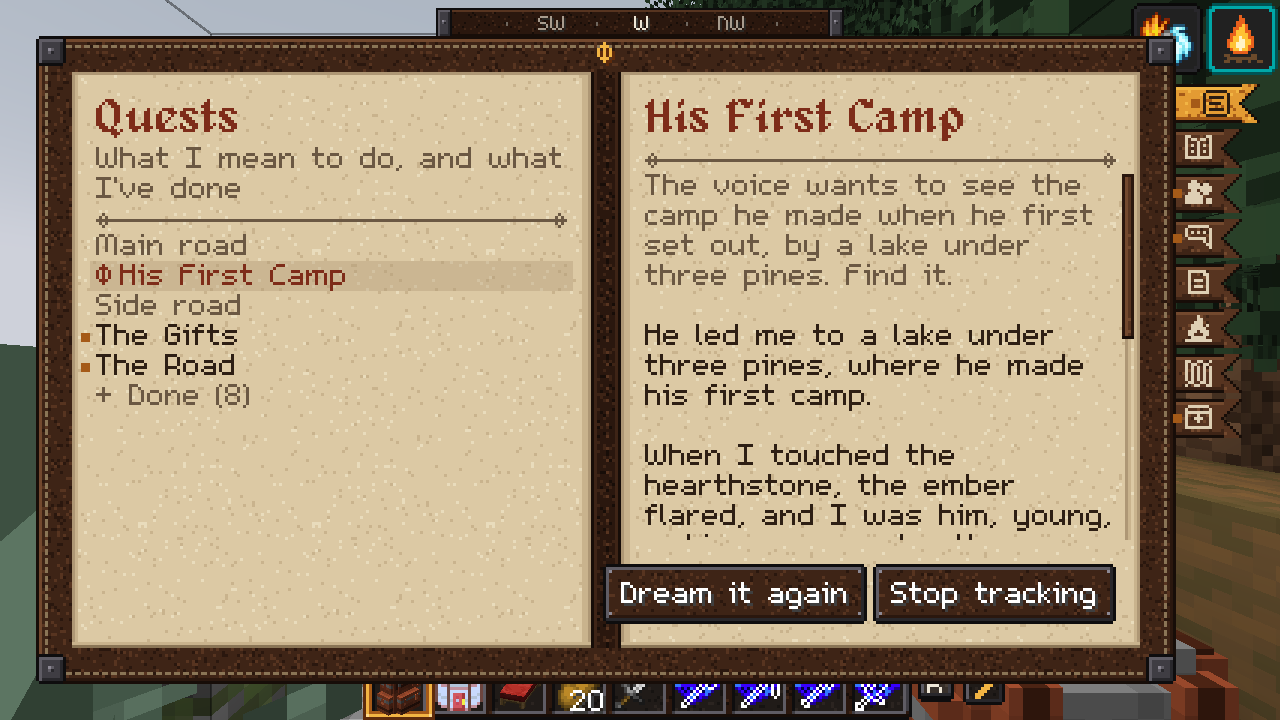 SW W NW
Quests
What I mean to do, and what
I've done
Main road
His First Camp
Side road
The Gifts
The Road
+ Done (8)
His First Camp
The voice wants to see the
camp he made when he first
set out, by a lake under
three pines. Find it.
He led me to a lake under
three pines, where he made
his first camp.
When I touched the
hearthstone, the ember
flared, and I was him, young,
Dream it again
Stop tracking
20